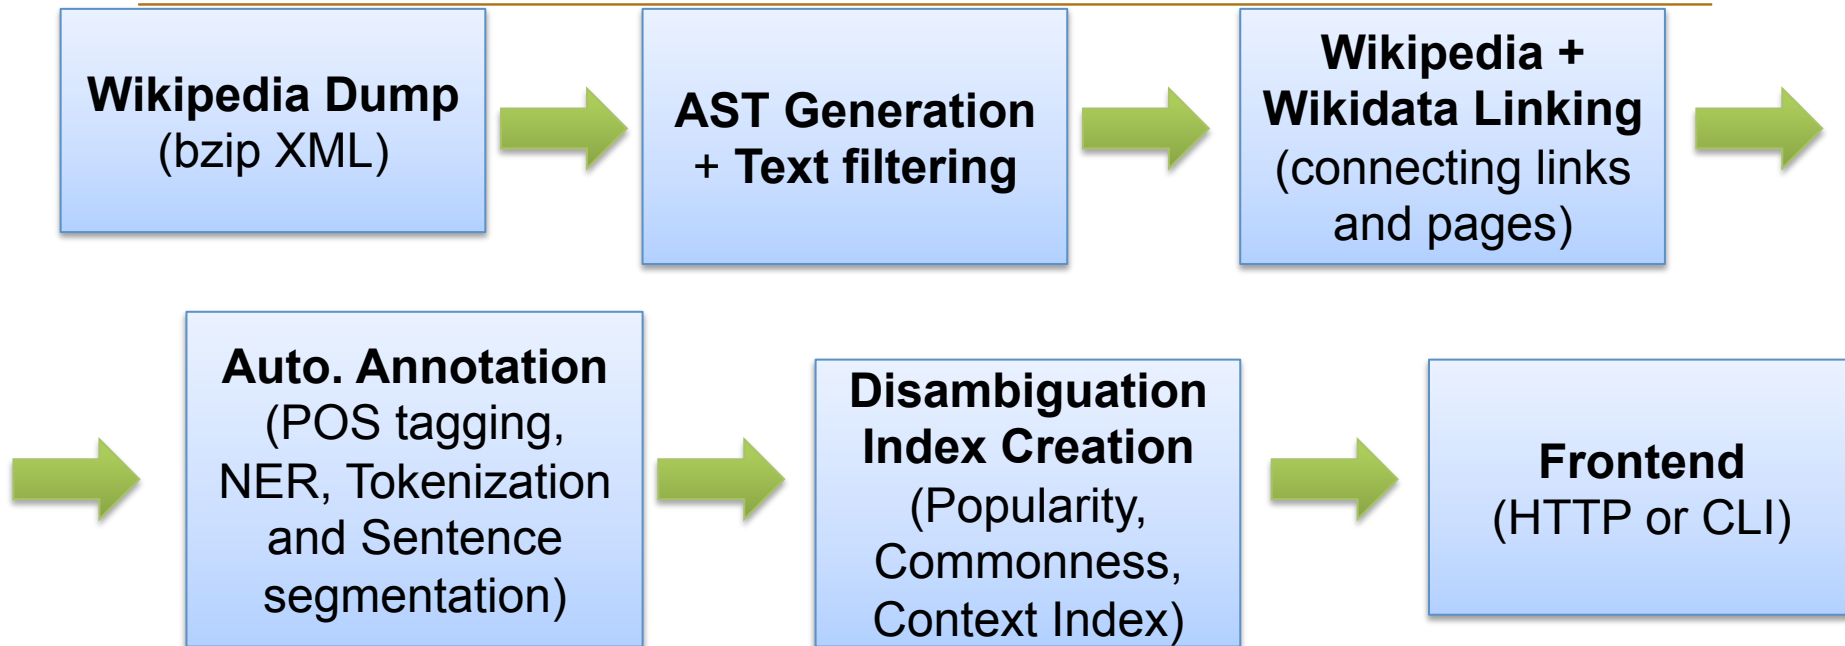 Wikipedia Dump
(bzip XML)
AST Generation
+ Text filtering
Wikipedia +
Wikidata Linking
(connecting links
and pages)
Auto. Annotation
(POS tagging,
NER, Tokenization
and Sentence
segmentation)
Disambiguation
Index Creation
(Popularity,
Commonness,
Context Index)
Frontend
(HTTP or CLI)